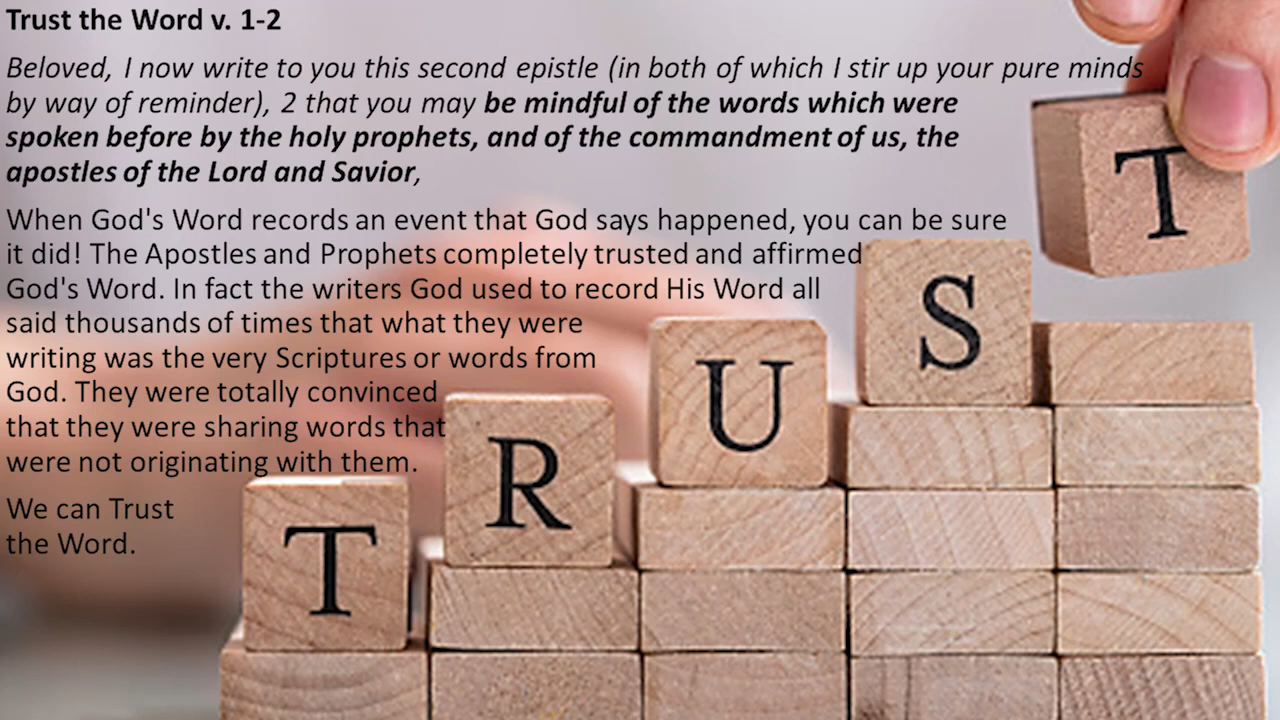 Trust the Word v. 1-2
Beloved, I now write to you this second epistle (in both of which I stir up your pure minds
by way of reminder), 2 that you may be mindful of the words which were
spoken before by the holy prophets, and of the commandment of us, the
apostles of the Lord and Savior,
When God's Word records an event that God says happened, you can be sure
it did! The Apostles and Prophets completely trusted and affirmed
God's Word. In fact the writers God used to record His Word all
said thousands of times that what they were
writing was the very Scriptures or words from
God. They were totally convinced
that they were sharing words that
were not originating with them.
We can Trust
the Word.
T R U S T